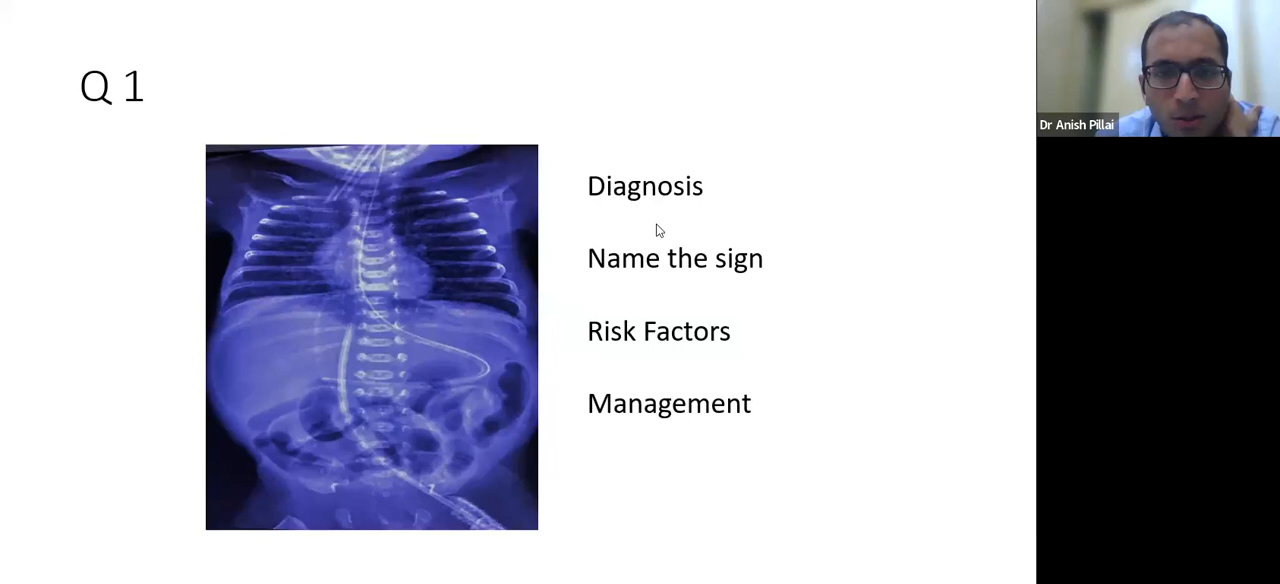 Q 1
Diagnosis
Name the sign
Risk Factors
Management
Dr Anish Pillai